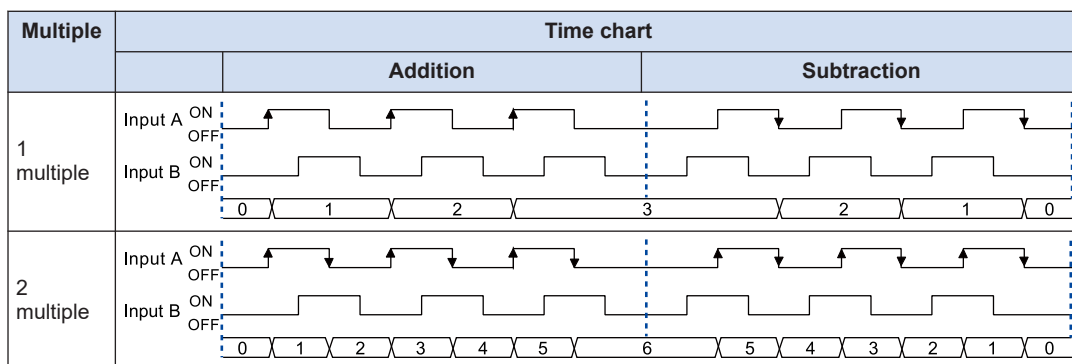 Multiple Time chart
Addition Subtraction
1 multiple
Input A ON
OFF
Input B ON
OFF
0 1 2 3 2 1 0
2 multiple
Input A ON
OFF
Input B ON
OFF
0 1 2 3 4 5 6 5 4 3 2 1 0